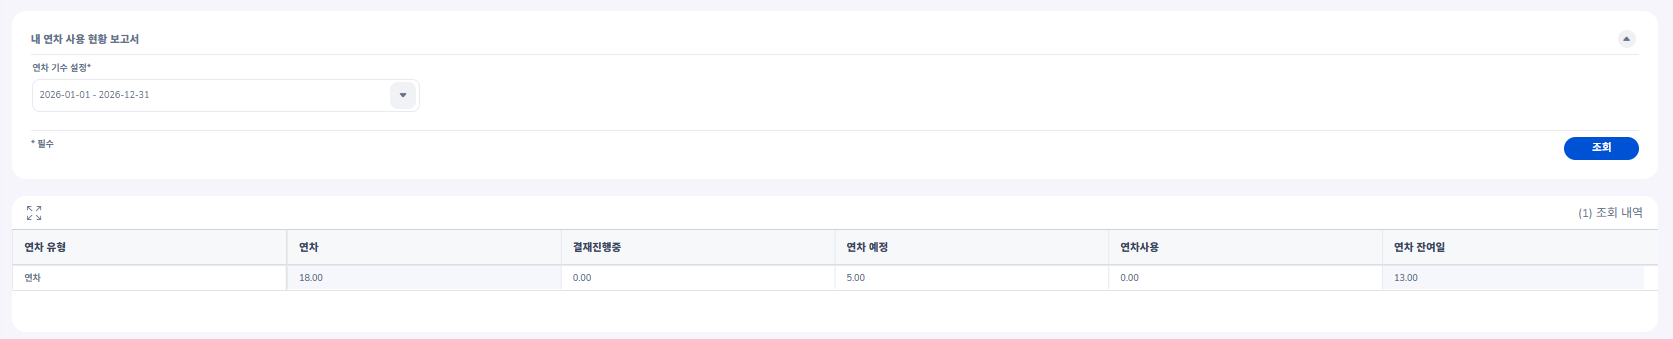 내 연차 사용 현황 보고서
연차 기수 설정*
2026-01-01 - 2026-12-31
* 필수
조회
(1) 조회 내역
연차 유형 연차 결재진행중 연차 예정 연차사용 연차 잔여일
연차 18.00 0.00 5.00 0.00 13.00